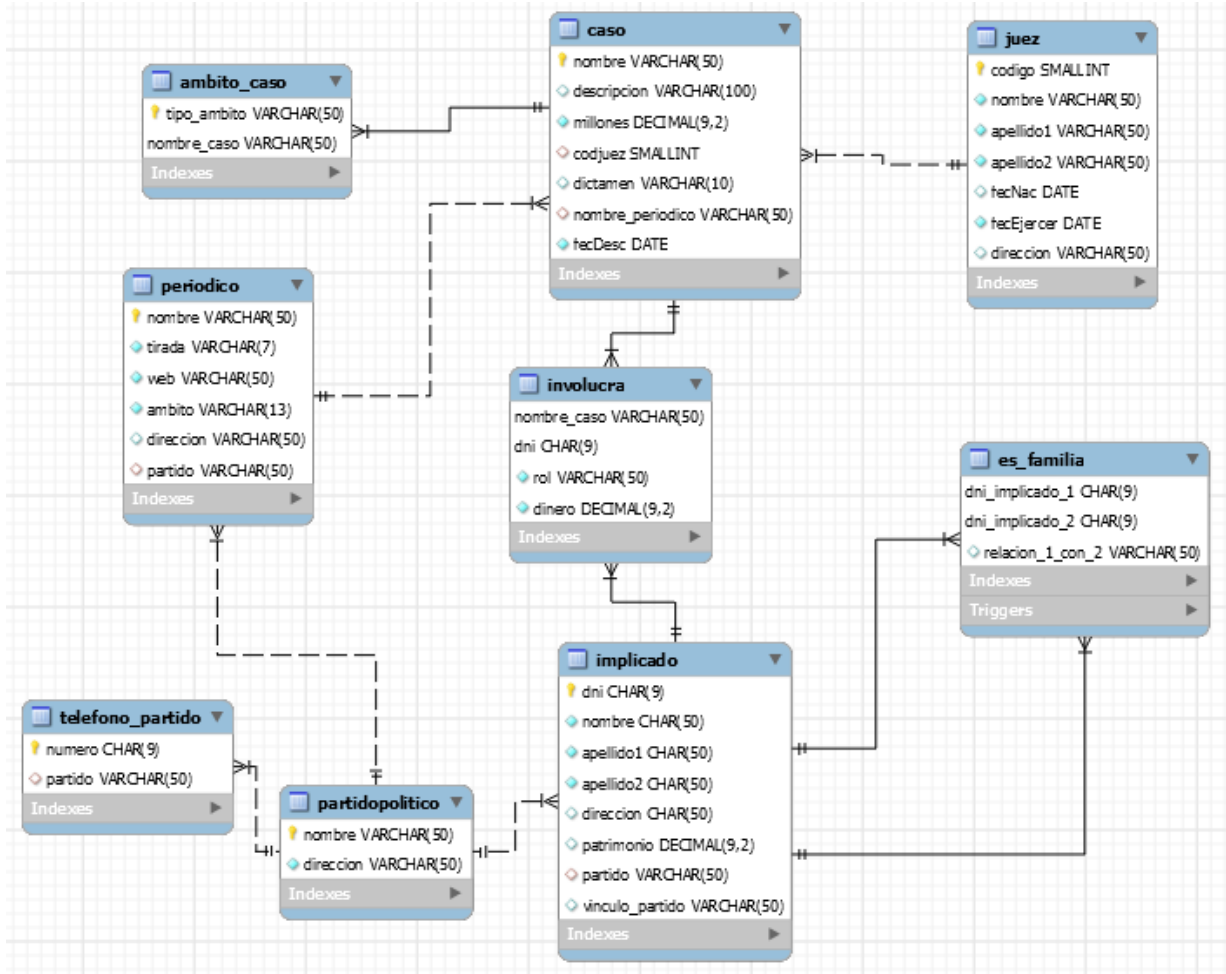 ambito_caso
tipo_ambito VARCHAR(50)
nombre_caso VARCHAR(50)
Indexes
caso
nombre VARCHAR(50)
descripcion VARCHAR(100)
millones DECIMAL(9,2)
codjuez SMALLINT
dictamen VARCHAR(10)
nombre_periodico VARCHAR(50)
fecDesc DATE
Indexes
juez
codigo SMALLINT
nombre VARCHAR(50)
apellido1 VARCHAR(50)
apellido2 VARCHAR(50)
fecNac DATE
fecEjercer DATE
direccion VARCHAR(50)
Indexes
periodico
nombre VARCHAR(50)
tirada VARCHAR(7)
web VARCHAR(50)
ambito VARCHAR(13)
direccion VARCHAR(50)
partido VARCHAR(50)
Indexes
involucra
nombre_caso VARCHAR(50)
dni CHAR(9)
rol VARCHAR(50)
dinero DECIMAL(9,2)
Indexes
es_familia
dni_implicado_1 CHAR(9)
dni_implicado_2 CHAR(9)
relacion_1_con_2 VARCHAR(50)
Indexes
Triggers
telefono_partido
numero CHAR(9)
partido VARCHAR(50)
Indexes
partidopolitico
nombre VARCHAR(50)
direccion VARCHAR(50)
Indexes
implicado
dni CHAR(9)
nombre CHAR(50)
apellido1 CHAR(50)
apellido2 CHAR(50)
direccion CHAR(50)
patrimonio DECIMAL(9,2)
partido VARCHAR(50)
vinculo_partido VARCHAR(50)
Indexes